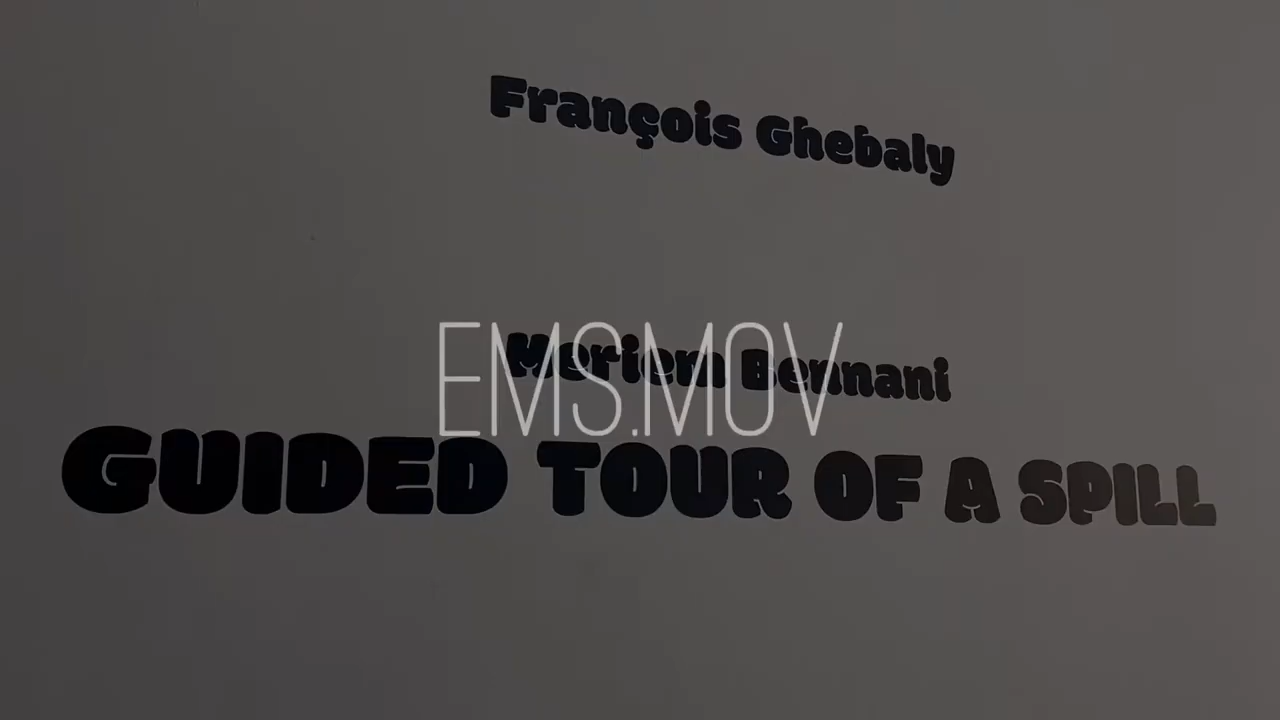 François Ghebaly
Meriem Bennani
EMS.MOV
GUIDED TOUR OF A SPILL